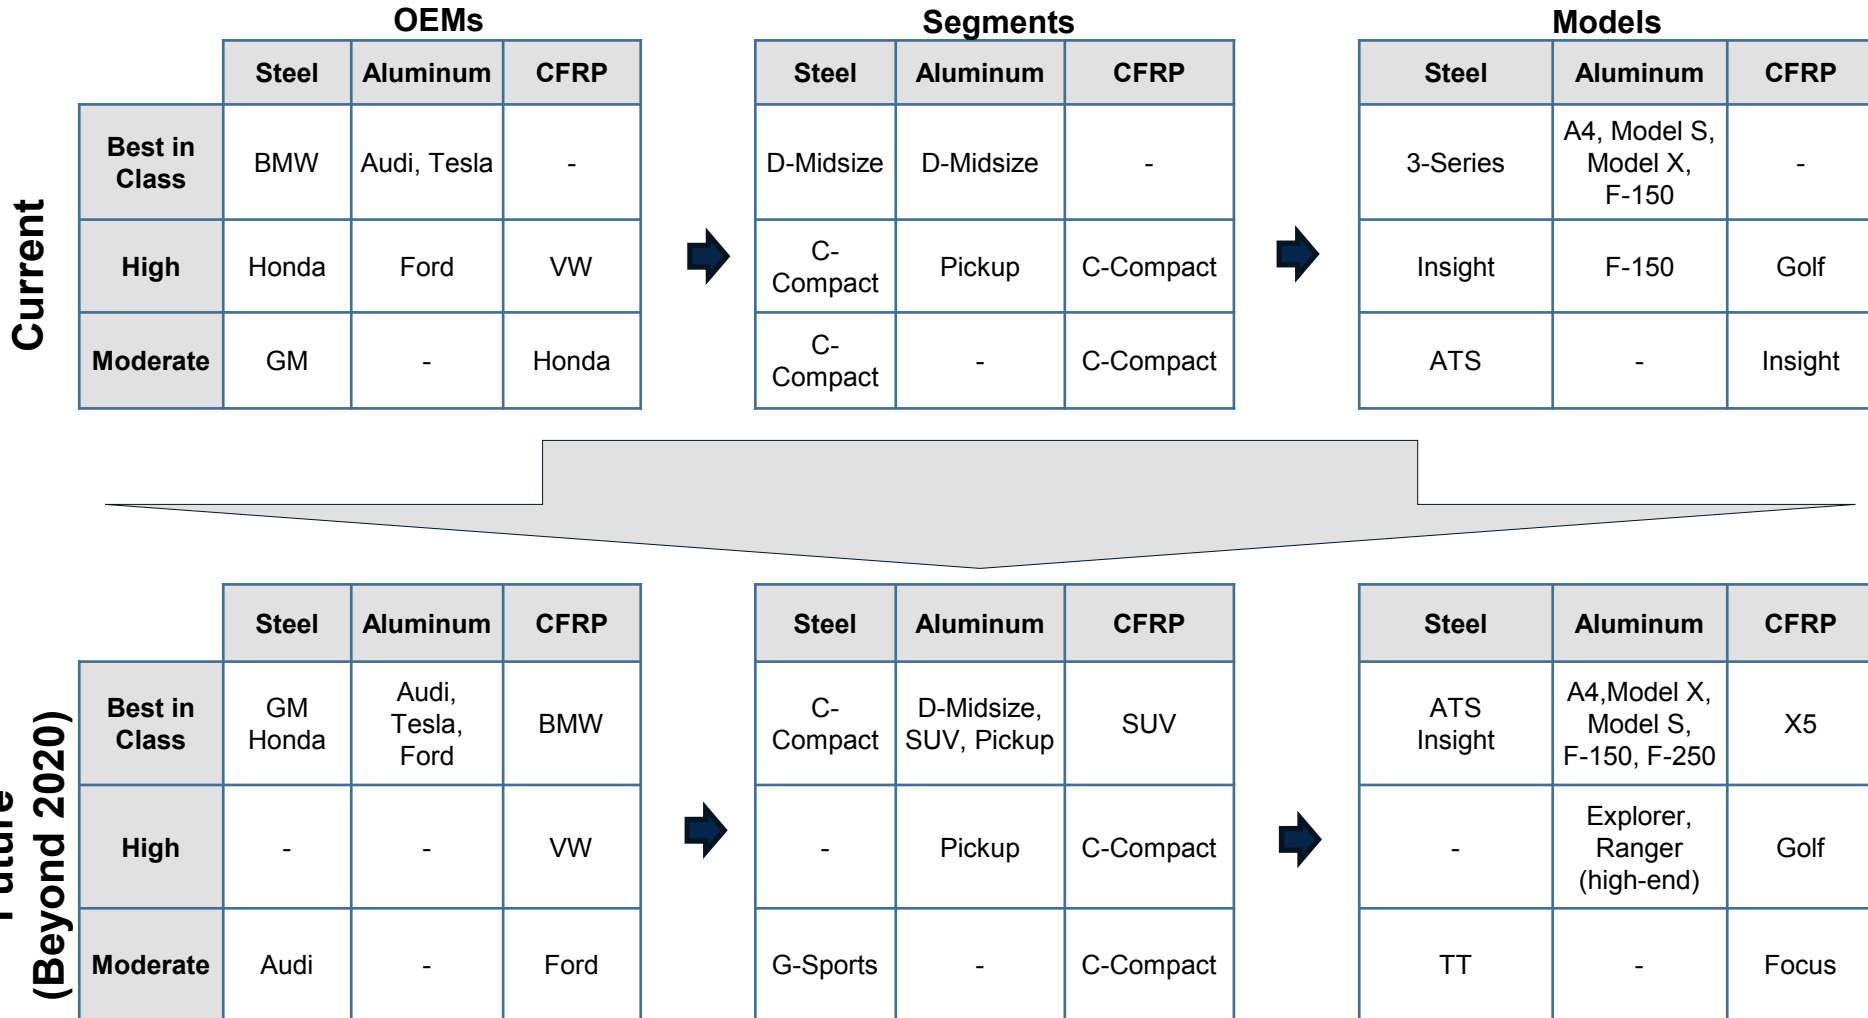 OEMs
Segments
Models
Steel Aluminum CFRP
Steel Aluminum CFRP
Steel Aluminum CFRP
Current
Best in
Class
BMW
Audi, Tesla
-
D-Midsize
D-Midsize
-
3-Series
A4, Model S,
Model X,
F-150
-
High
Honda
Ford
VW
C-
Compact
Pickup
C-Compact
Insight
F-150
Golf
Moderate
GM
-
Honda
C-
Compact
-
C-Compact
ATS
-
Insight
Steel Aluminum CFRP
Steel Aluminum CFRP
Steel Aluminum CFRP
Future
(Beyond 2020)
Best in
Class
GM
Honda
Audi,
Tesla,
Ford
BMW
C-
Compact
D-Midsize,
SUV, Pickup
SUV
ATS
Insight
A4,Model X,
Model S,
F-150, F-250
X5
High
-
-
VW
-
Pickup
C-Compact
-
Explorer,
Ranger
(high-end)
Golf
Moderate
Audi
-
Ford
G-Sports
-
C-Compact
TT
-
Focus